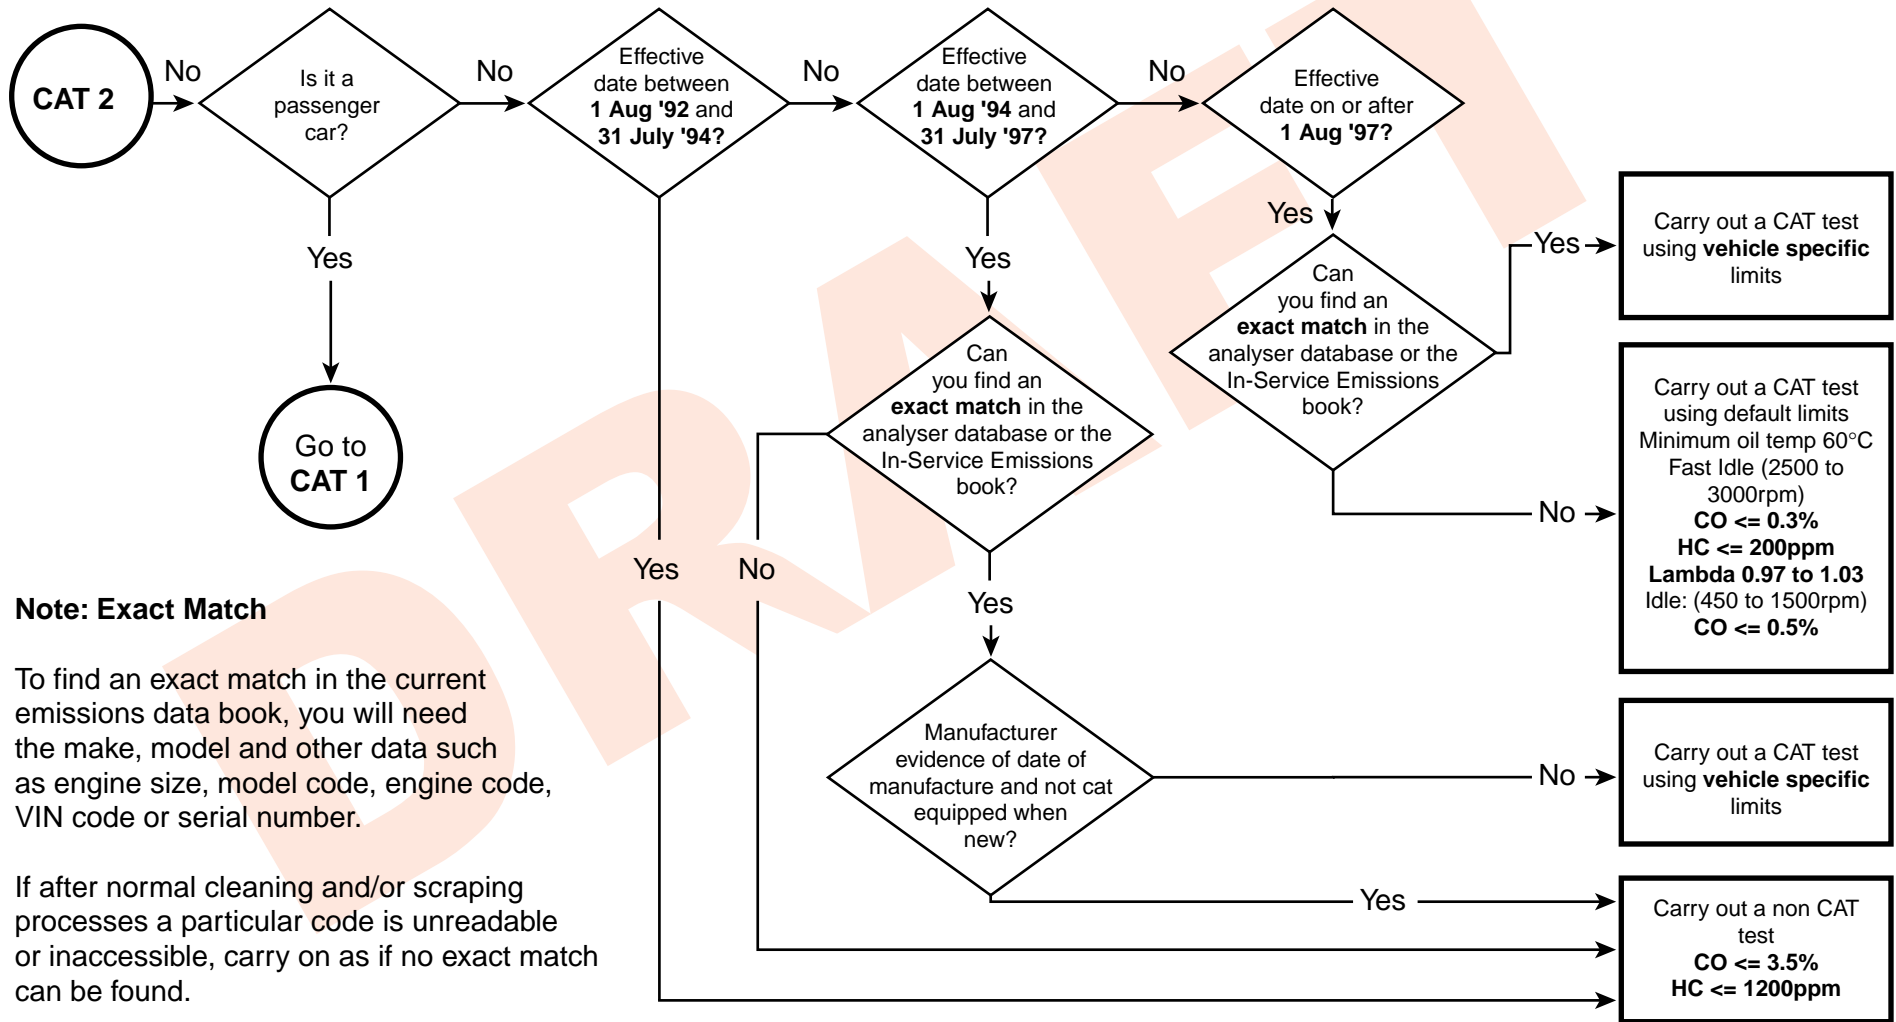 CAT 2
No
Is it a
passenger
car?
No
Effective
date between
1 Aug '92 and
31 July '94?
No
Effective
date between
1 Aug '94 and
31 July '97?
No
Effective
date on or after
1 Aug '97?
Yes
Go to
CAT 1
Yes
Can
you find an
exact match in the
analyser database or the
In-Service Emissions
book?
Yes
Can
you find an
exact match in the
analyser database or the
In-Service Emissions
book?
Yes
Carry out a CAT test
using vehicle specific
limits
No
Carry out a CAT test
using default limits
Minimum oil temp 60°C
Fast Idle (2500 to
3000rpm)
CO <= 0.3%
HC <= 200ppm
Lambda 0.97 to 1.03
Idle: (450 to 1500rpm)
CO <= 0.5%
Yes
No
Yes
Manufacturer
evidence of date of
manufacture and not cat
equipped when
new?
No
Carry out a CAT test
using vehicle specific
limits
Yes
Carry out a non CAT
test
CO <= 3.5%
HC <= 1200ppm
Note: Exact Match
To find an exact match in the current
emissions data book, you will need
the make, model and other data such
as engine size, model code, engine code,
VIN code or serial number.
If after normal cleaning and/or scraping
processes a particular code is unreadable
or inaccessible, carry on as if no exact match
can be found.
DRAFT